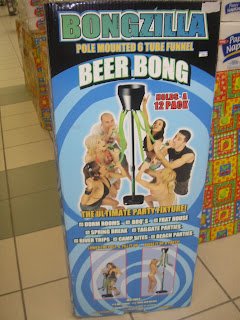 BONGZILLA
POLE MOUNTED 6 TUBE FUNNEL
BEER BONG
HOLDS A
12 PACK
THE ULTIMATE PARTY FIXTURE!
DORM ROOMS BBQ'S FRAT HOUSE
SPRING BREAK TAILGATE PARTIES
RIVER TRIPS CAMP SITES BEACH PARTIES